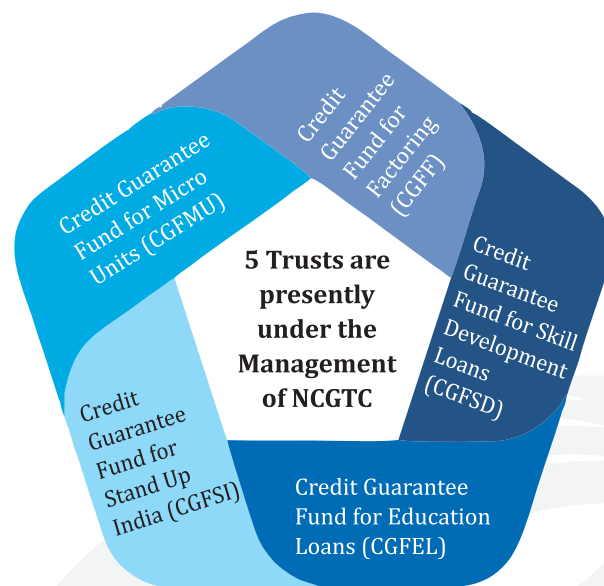 Credit
Guarantee
Fund for
Factoring
(CGFF)
Credit Guarantee
Fund for Micro
Units (CGFMU)
5 Trusts are
presently
under the
Management
of NCGTC
Credit
Guarantee
Fund for Skill
Development
Loans
(CGFSD)
Credit
Guarantee
Fund for
Stand Up
India (CGFSI)
Credit Guarantee
Fund for Education
Loans (CGFEL)